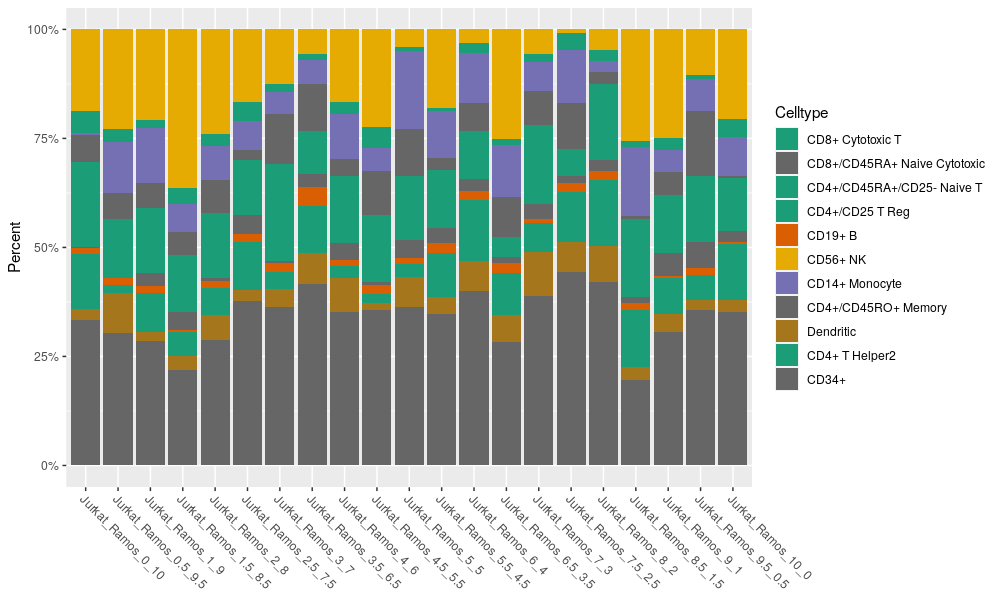 100%
75%
50%
25%
0%
Percent
Jurkat_Ramos_0_10
Jurkat_Ramos_0.5_9.5
Jurkat_Ramos_1_9
Jurkat_Ramos_1.5_8.5
Jurkat_Ramos_2_8
Jurkat_Ramos_2.5_7.5
Jurkat_Ramos_3_7
Jurkat_Ramos_3.5_6.5
Jurkat_Ramos_4_6
Jurkat_Ramos_4.5_5.5
Jurkat_Ramos_5_5
Jurkat_Ramos_5.5_4.5
Jurkat_Ramos_6_4
Jurkat_Ramos_6.5_3.5
Jurkat_Ramos_7_3
Jurkat_Ramos_7.5_2.5
Jurkat_Ramos_8_2
Jurkat_Ramos_8.5_1.5
Jurkat_Ramos_9_1
Jurkat_Ramos_9.5_0.5
Jurkat_Ramos_10_0
Celltype
CD8+ Cytotoxic T
CD8+/CD45RA+ Naive Cytotoxic
CD4+/CD45RA+/CD25- Naive T
CD4+/CD25 T Reg
CD19+ B
CD56+ NK
CD14+ Monocyte
CD4+/CD45RO+ Memory
Dendritic
CD4+ T Helper2
CD34+